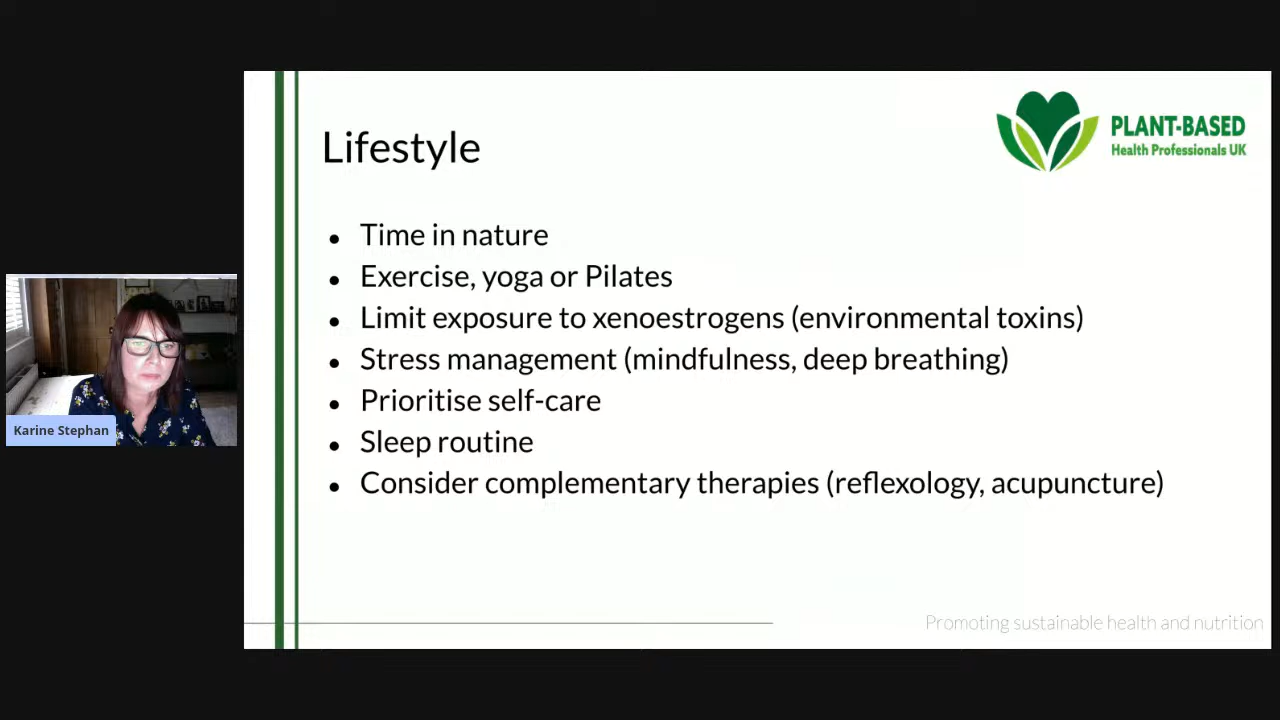 PLANT-BASED
Health Professionals UK
Lifestyle
● Time in nature
● Exercise, yoga or Pilates
● Limit exposure to xenoestrogens (environmental toxins)
● Stress management (mindfulness, deep breathing)
● Prioritise self-care
● Sleep routine
● Consider complementary therapies (reflexology, acupuncture)
Karine Stephan
Promoting sustainable health and nutrition